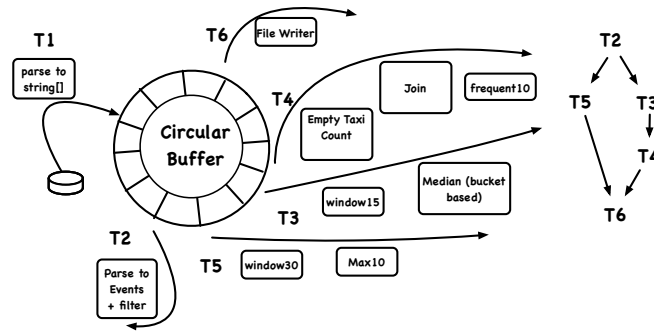 T1
parse to
string[]
T6
File Writer
T4
Empty Taxi
Count
Join
frequent10
Circular
Buffer
T3
window15
Median (bucket
based)
T2
Parse to
Events
+ filter
T5
window30
Max10
T2
T5
T3
T4
T6